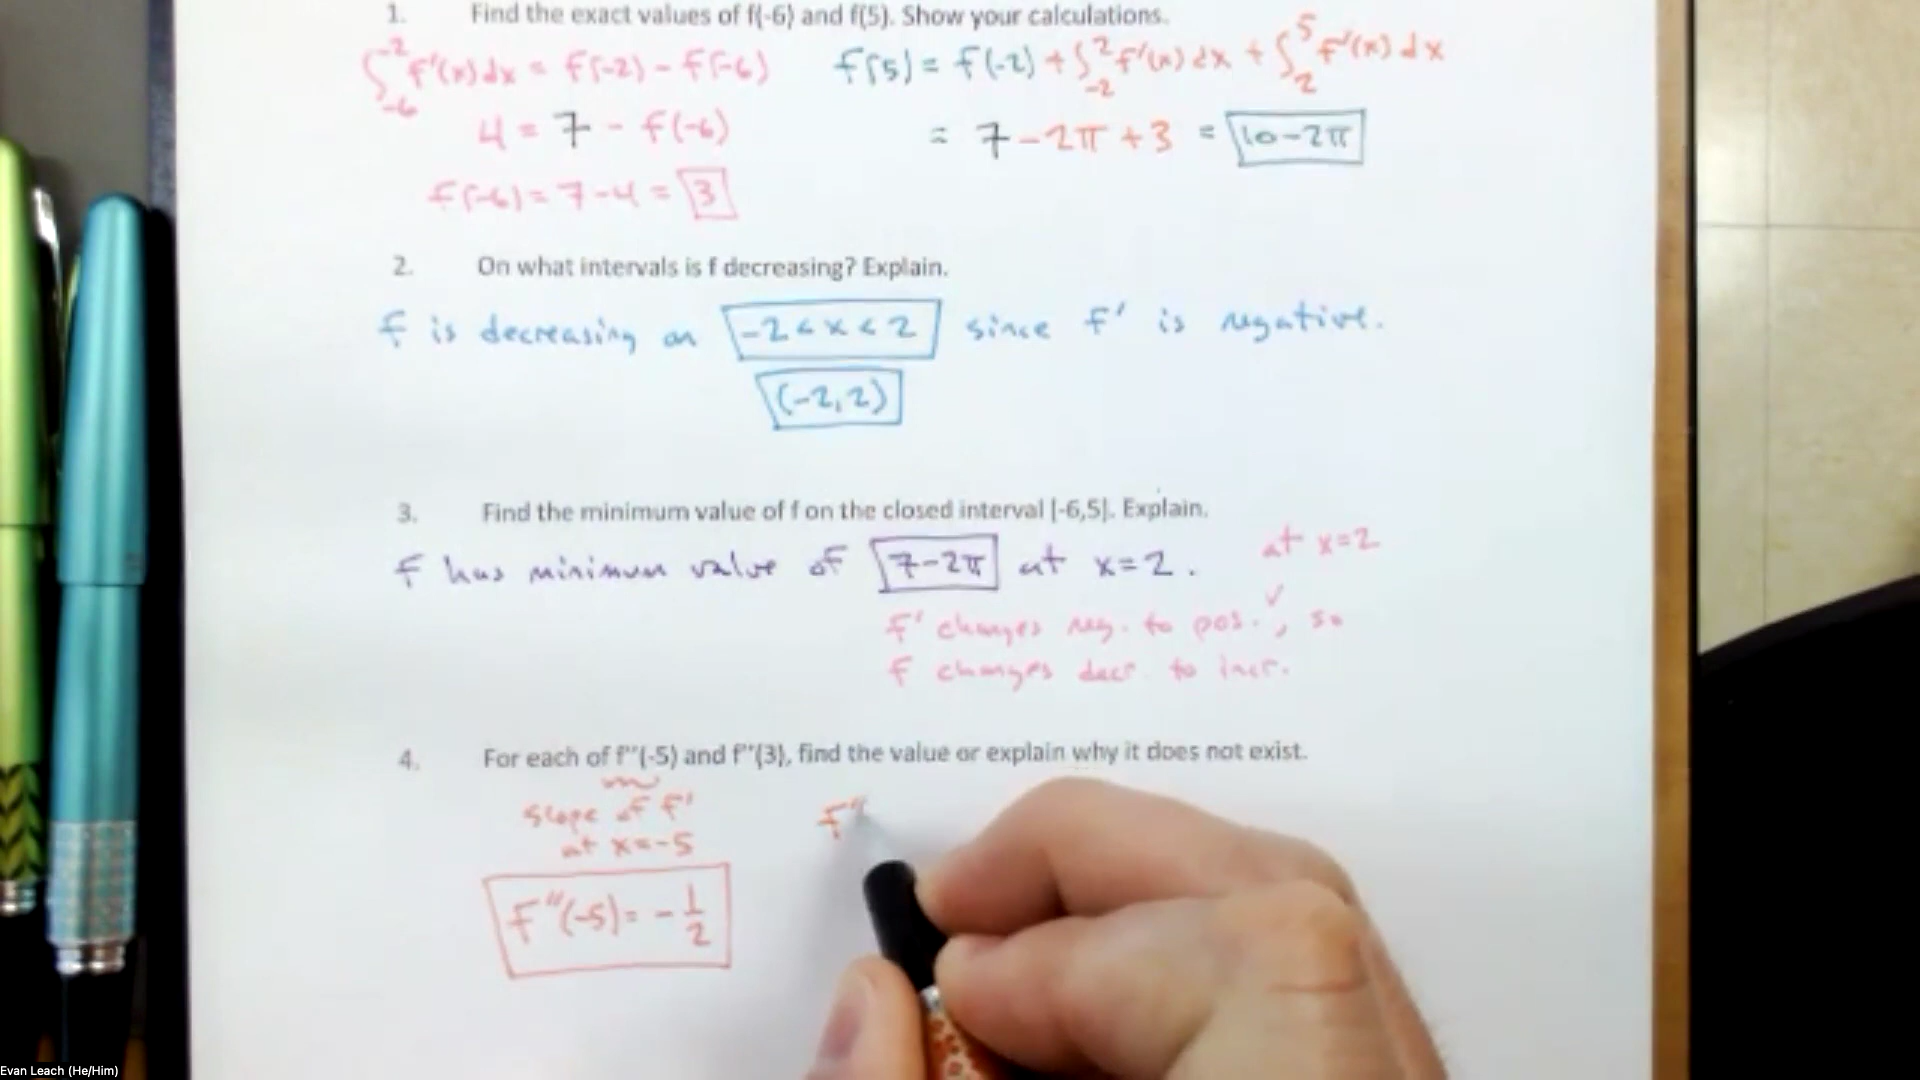 1. Find the exact values of f(-6) and f(5). Show your calculations.
∫_{-6}^{-2} f'(x)dx = f(-2) - f(-6)
4 = 7 - f(-6)
f(-6) = 7-4 = 3
f(5) = f(-2) + ∫_{-2}^{2} f'(x)dx + ∫_{2}^{5} f'(x)dx
= 7 - 2π + 3 = 10-2π
2. On what intervals is f decreasing? Explain.
f is decreasing on -2<x<2 since f' is negative.
(-2,2)
3. Find the minimum value of f on the closed interval [-6,5]. Explain.
f has minimum value of 7-2π at x=2.
at x=2
f' changes neg. to pos. ✓, so
f changes decr. to incr.
4. For each of f''(-5) and f''(3), find the value or explain why it does not exist.
slope of f'
at x=-5
f''(-5) = -1/2
f''
Evan Leach (He/Him)